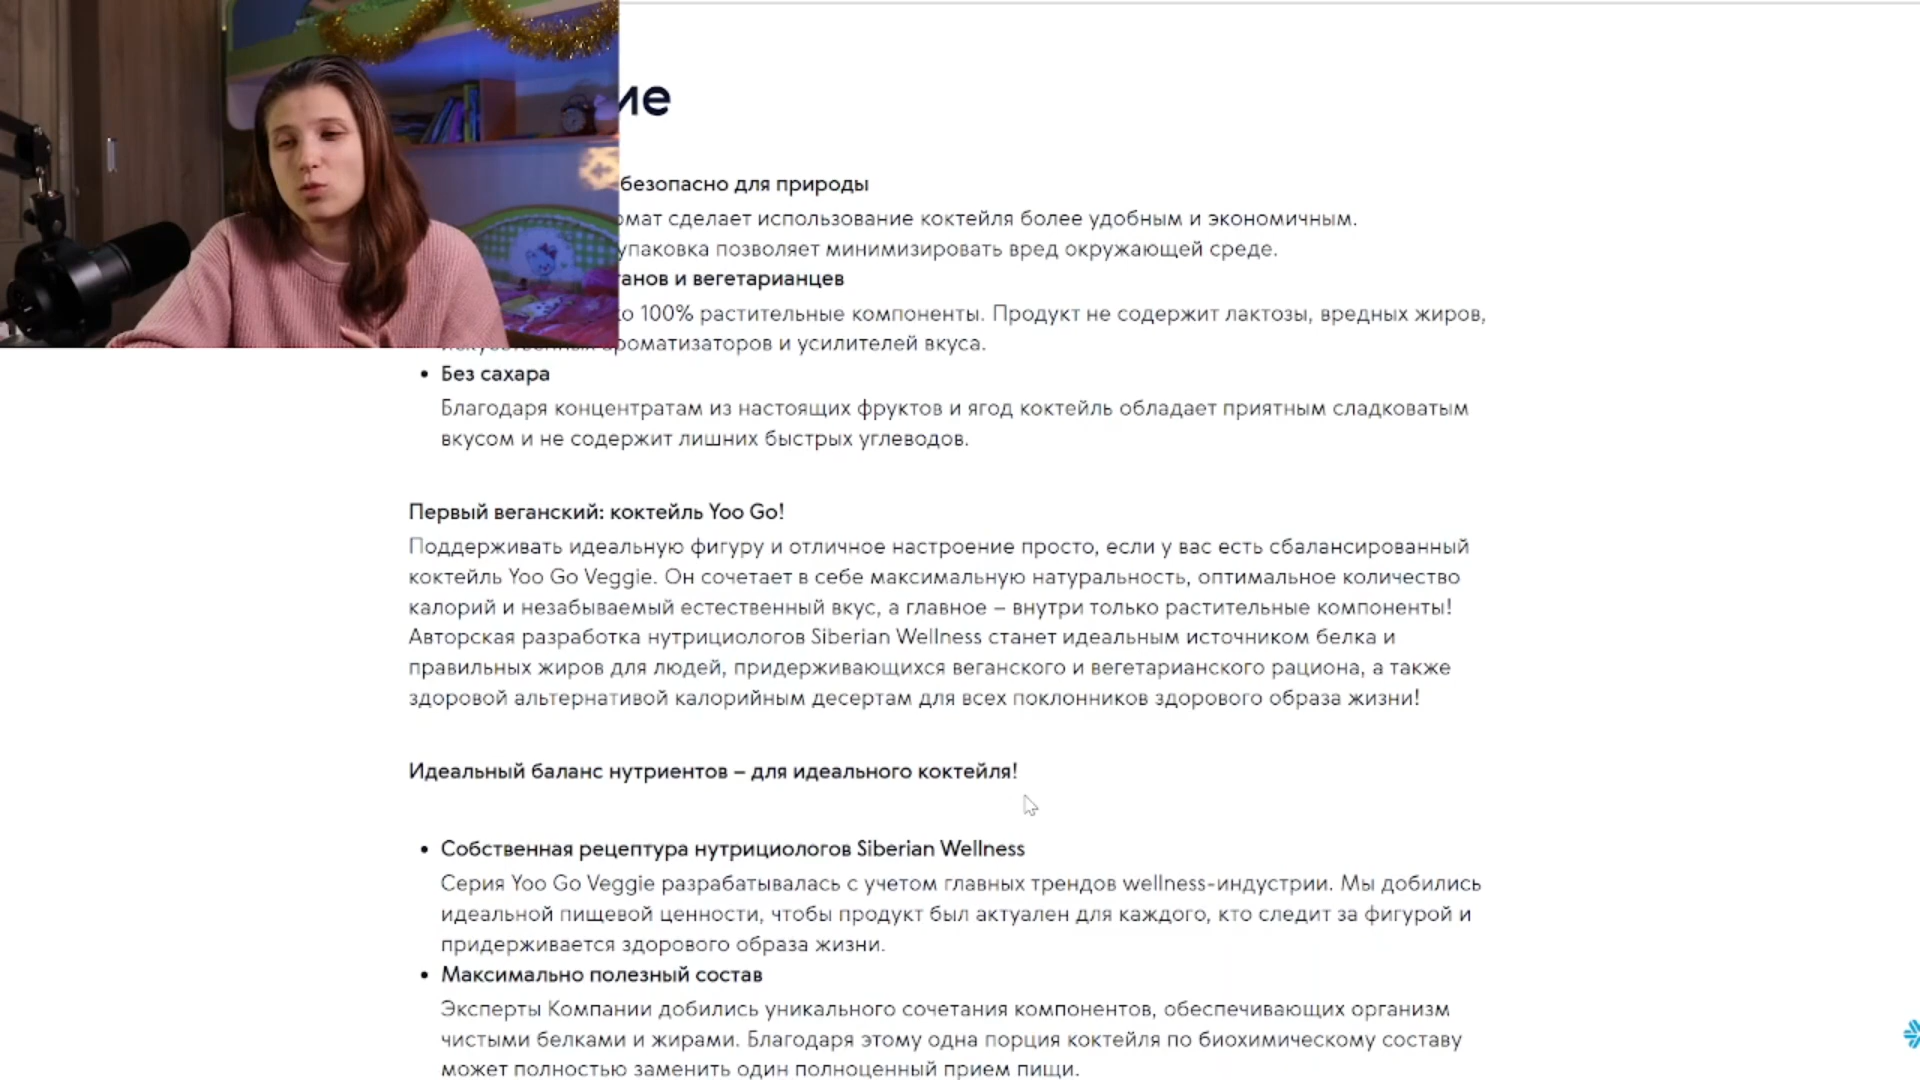 безопасно для природы
сделает использование коктейля более удобным и экономичным.
упаковка позволяет минимизировать вред окружающей среде.
и вегетарианцев
100% растительные компоненты. Продукт не содержит лактозы, вредных жиров,
и усилителей вкуса.
• Без сахара
Благодаря концентратам из настоящих фруктов и ягод коктейль обладает приятным сладковатым
вкусом и не содержит лишних быстрых углеводов.
Первый веганский: коктейль Yoo Go!
Поддерживать идеальную фигуру и отличное настроение просто, если у вас есть сбалансированный
коктейль Yoo Go Veggie. Он сочетает в себе максимальную натуральность, оптимальное количество
калорий и незабываемый естественный вкус, а главное – внутри только растительные компоненты!
Авторская разработка нутрициологов Siberian Wellness станет идеальным источником белка и
правильных жиров для людей, придерживающихся веганского и вегетарианского рациона, а также
здоровой альтернативой калорийным десертам для всех поклонников здорового образа жизни!
Идеальный баланс нутриентов – для идеального коктейля!
• Собственная рецептура нутрициологов Siberian Wellness
Серия Yoo Go Veggie разрабатывалась с учетом главных трендов wellness-индустрии. Мы добились
идеальной пищевой ценности, чтобы продукт был актуален для каждого, кто следит за фигурой и
придерживается здорового образа жизни.
• Максимально полезный состав
Эксперты Компании добились уникального сочетания компонентов, обеспечивающих организм
чистыми белками и жирами. Благодаря этому одна порция коктейля по биохимическому составу
может полностью заменить один полноценный прием пищи.